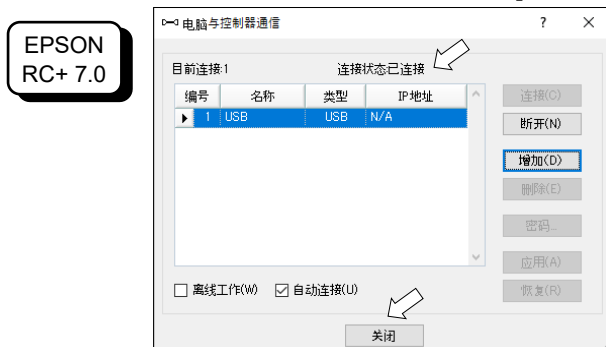 EPSON
RC+ 7.0
电脑与控制器通信 ? ×
目前连接:1 连接状态已连接
编号 名称 类型 IP地址
1 USB USB N/A
连接(C)
断开(N)
增加(D)
删除(E)
密码...
应用(A)
恢复(R)
离线工作(W) 自动连接(U)
关闭